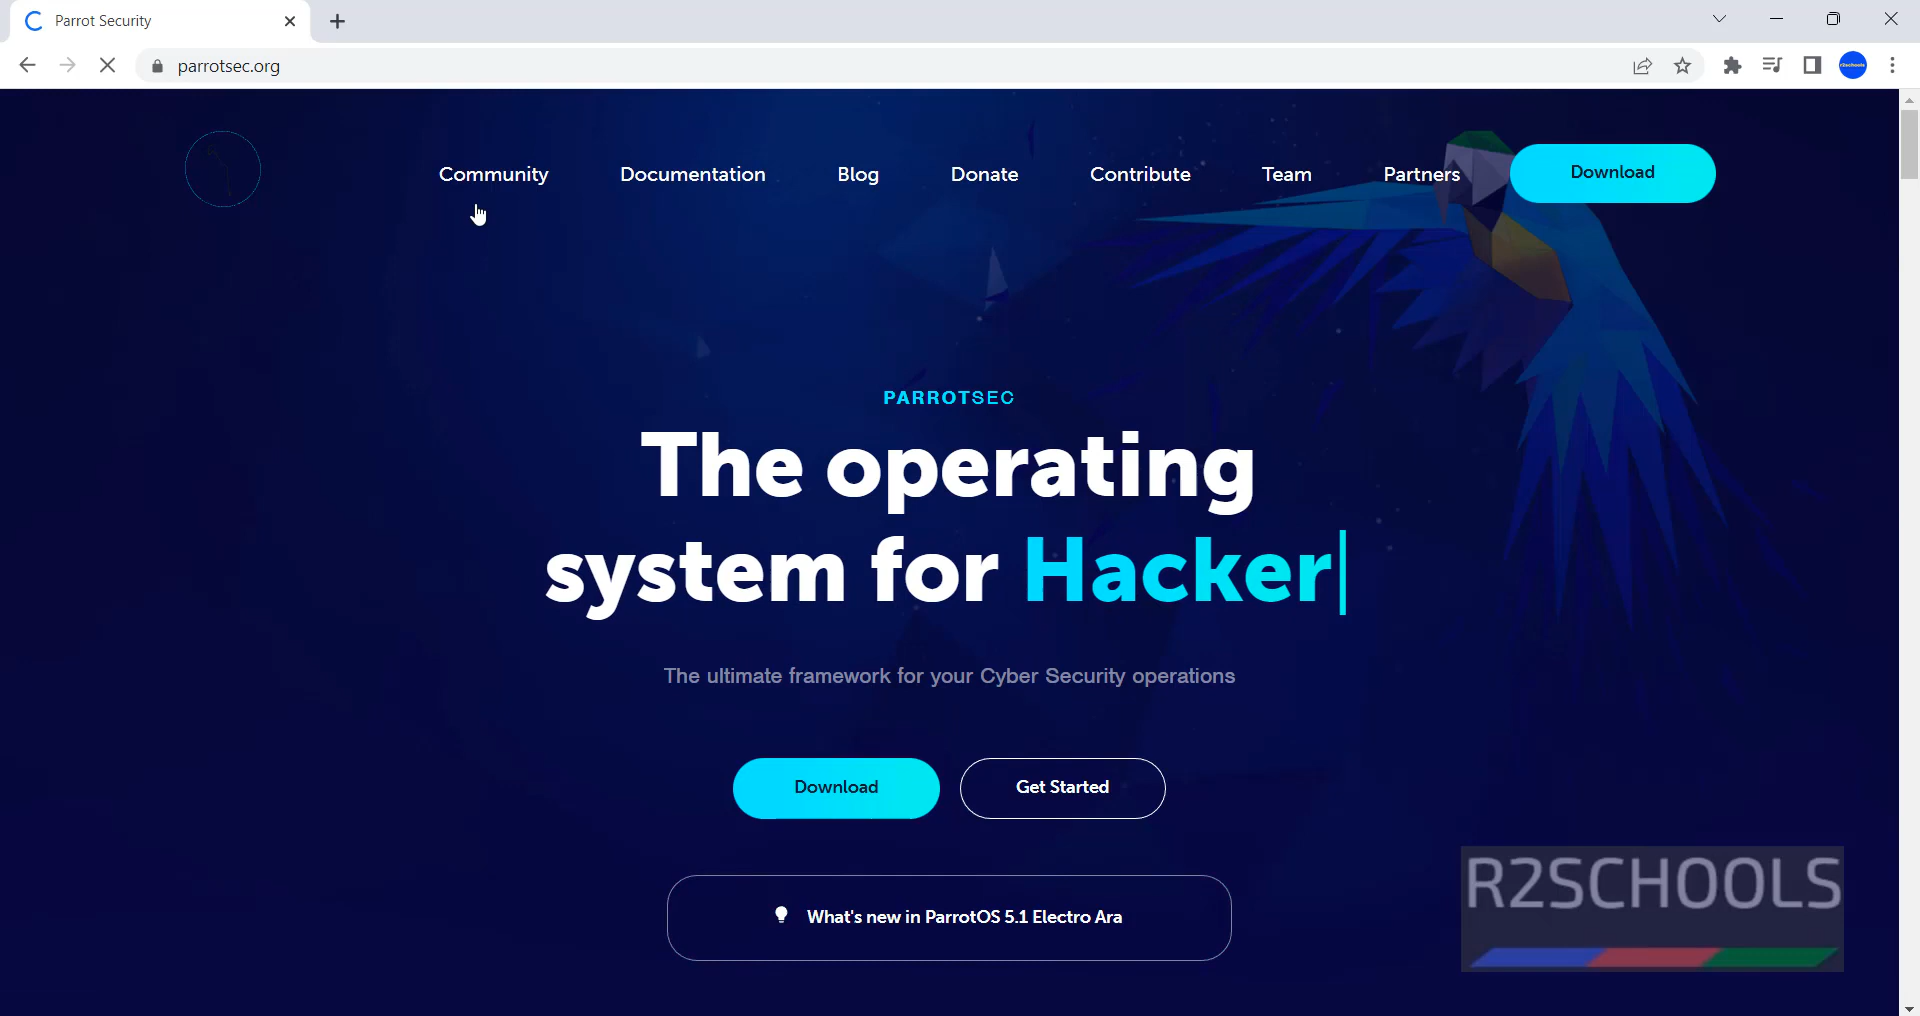 Parrot Security
parrotsec.org
r2schools
Community Documentation Blog Donate Contribute Team Partners Download
PARROTSEC
The operating
system for Hacker
The ultimate framework for your Cyber Security operations
Download Get Started
What's new in ParrotOS 5.1 Electro Ara
R2SCHOOLS